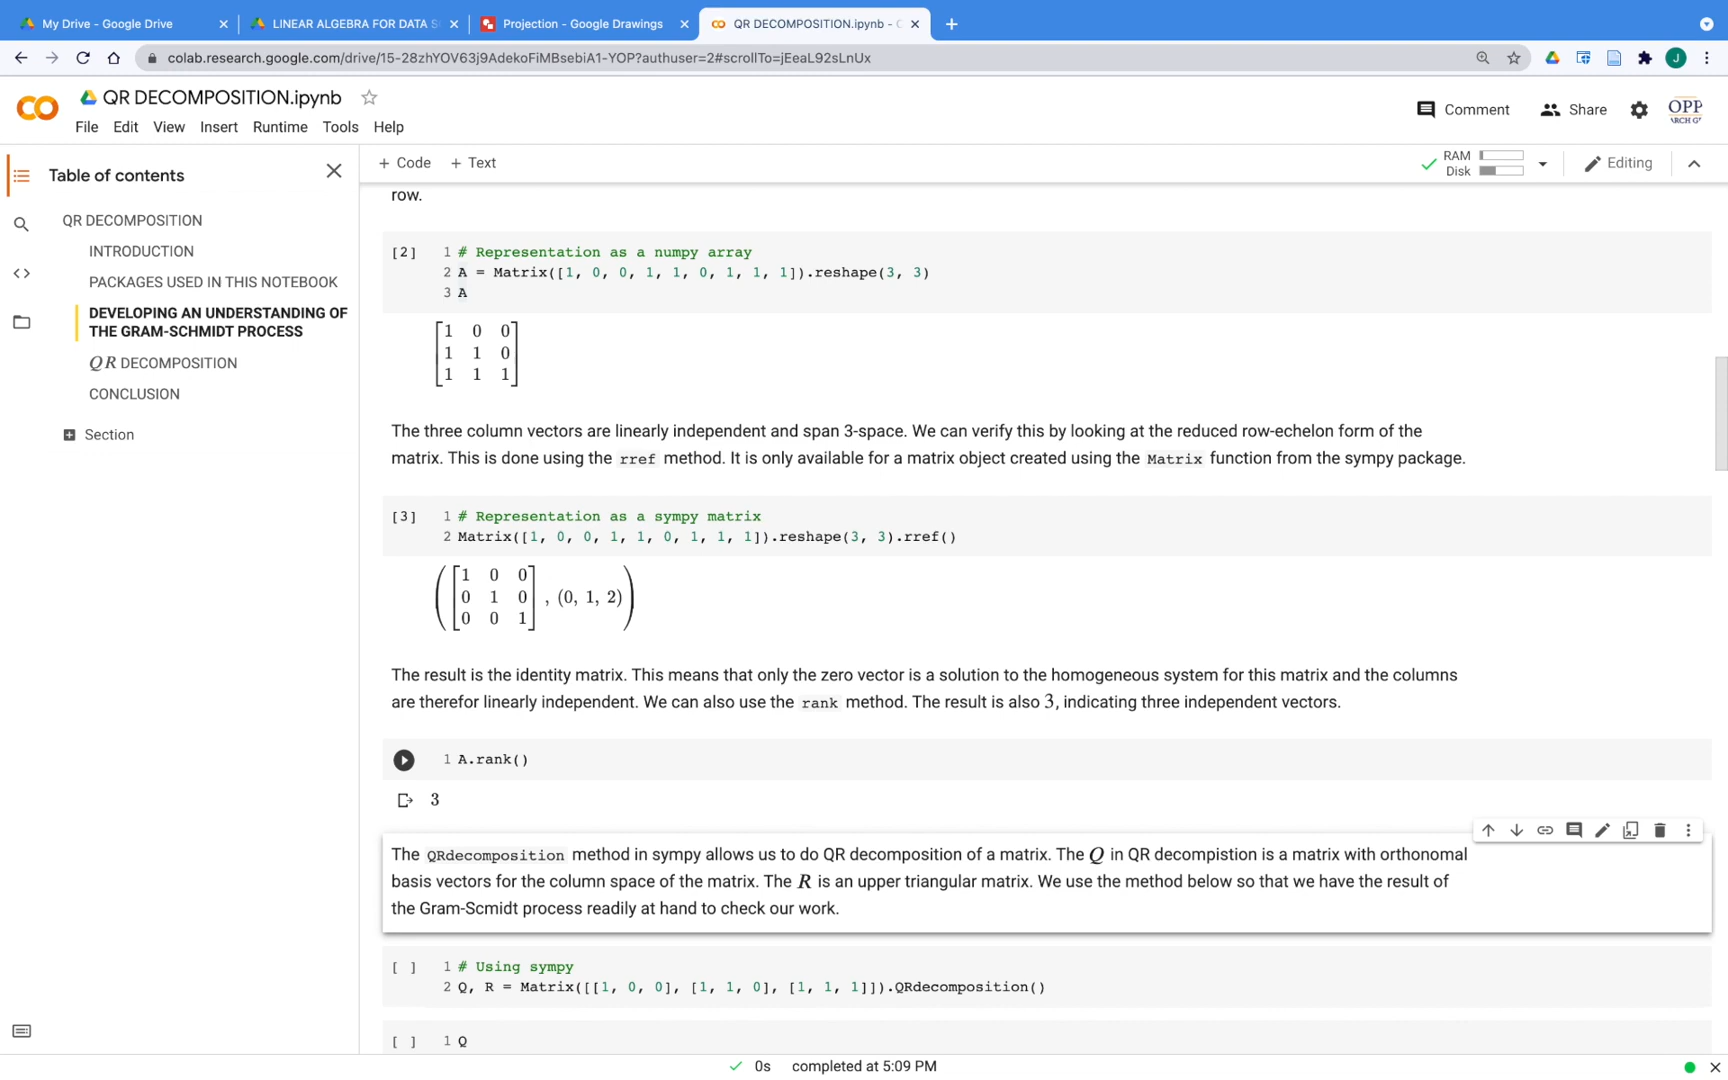 My Drive - Google Drive
LINEAR ALGEBRA FOR DATA S
Projection - Google Drawings
QR DECOMPOSITION.ipynb - C
colab.research.google.com/drive/15-28zhYOV63j9AdekoFiMBsebiA1-YOP?authuser=2#scrollTo=jEeaL92sLnUx
J
QR DECOMPOSITION.ipynb
File Edit View Insert Runtime Tools Help
Comment Share
OPP
ARCH G
Table of contents
QR DECOMPOSITION
INTRODUCTION
PACKAGES USED IN THIS NOTEBOOK
DEVELOPING AN UNDERSTANDING OF
THE GRAM-SCHMIDT PROCESS
QR DECOMPOSITION
CONCLUSION
Section
+ Code + Text
RAM
Disk
Editing
row.
[2] 1 # Representation as a numpy array
2 A = Matrix([1, 0, 0, 1, 1, 0, 1, 1, 1]).reshape(3, 3)
3 A
1 0 0
1 1 0
1 1 1
The three column vectors are linearly independent and span 3-space. We can verify this by looking at the reduced row-echelon form of the
matrix. This is done using the rref method. It is only available for a matrix object created using the Matrix function from the sympy package.
[3] 1 # Representation as a sympy matrix
2 Matrix([1, 0, 0, 1, 1, 0, 1, 1, 1]).reshape(3, 3).rref()
1 0 0
0 1 0 , (0, 1, 2)
0 0 1
The result is the identity matrix. This means that only the zero vector is a solution to the homogeneous system for this matrix and the columns
are therefor linearly independent. We can also use the rank method. The result is also 3, indicating three independent vectors.
1 A.rank()
3
The QRdecomposition method in sympy allows us to do QR decomposition of a matrix. The Q in QR decompistion is a matrix with orthonomal
basis vectors for the column space of the matrix. The R is an upper triangular matrix. We use the method below so that we have the result of
the Gram-Scmidt process readily at hand to check our work.
[ ] 1 # Using sympy
2 Q, R = Matrix([[1, 0, 0], [1, 1, 0], [1, 1, 1]]).QRdecomposition()
[ ] 1 Q
0s completed at 5:09 PM